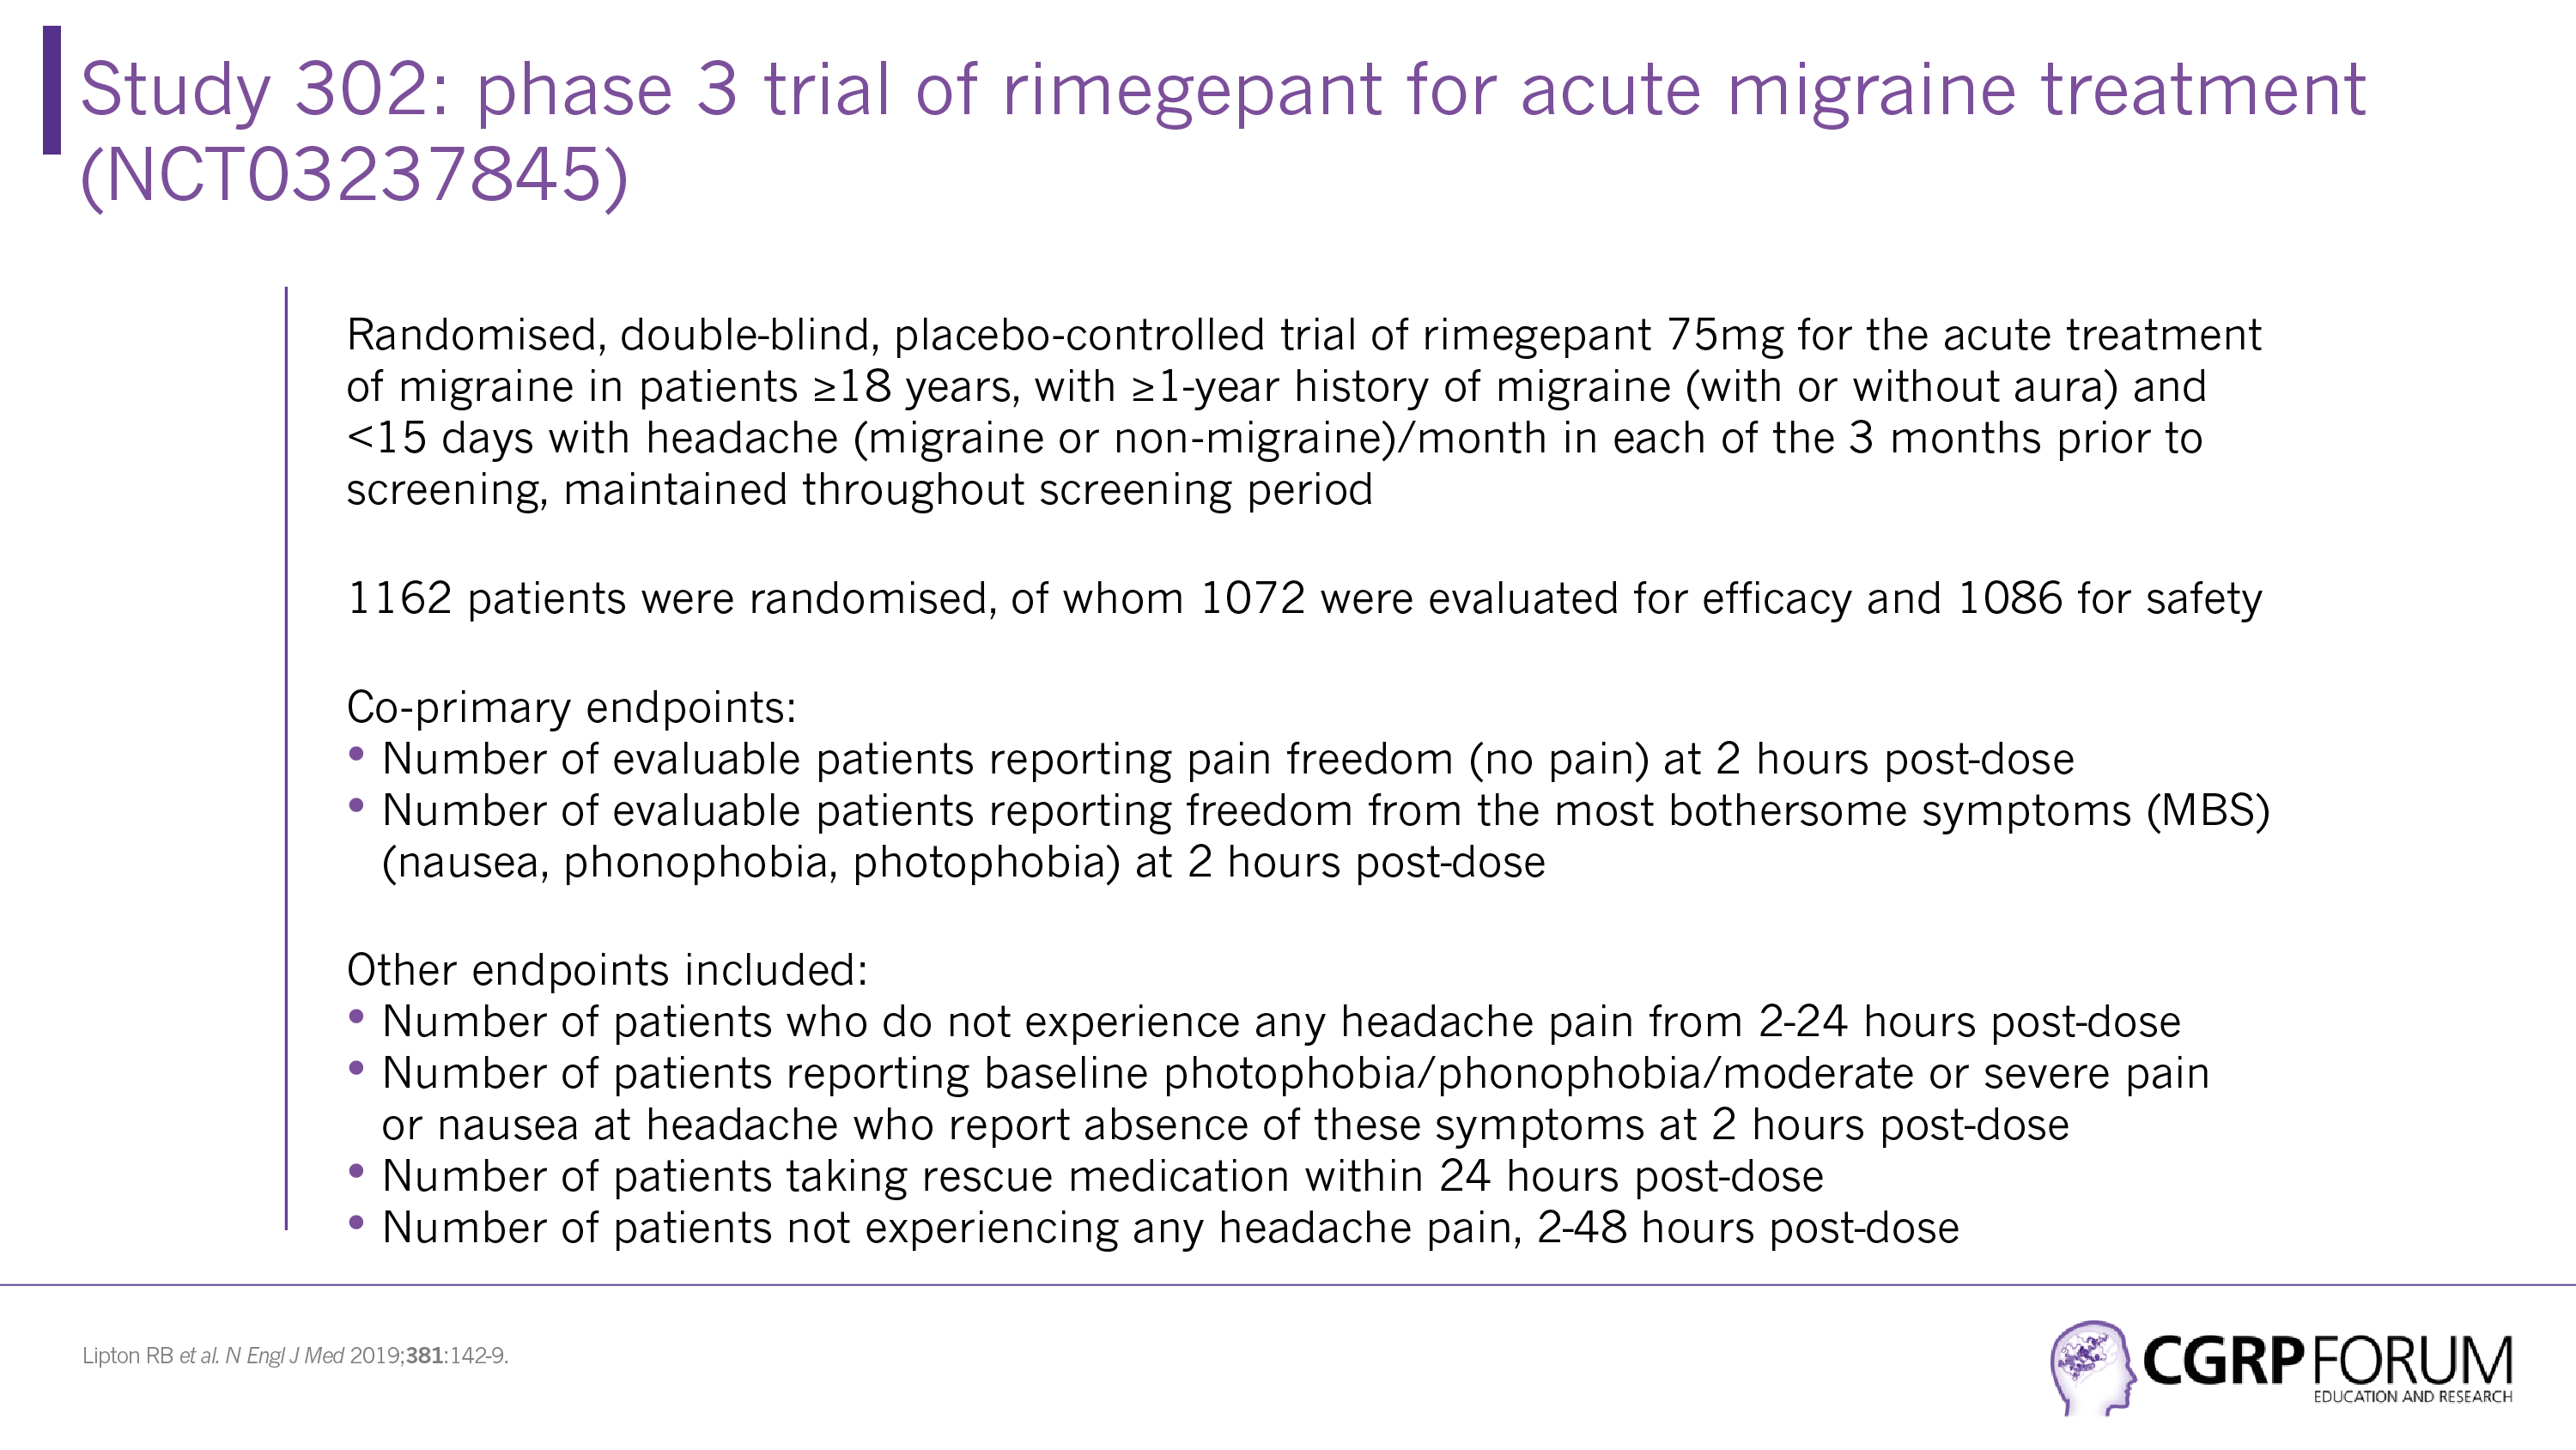 Study 302: phase 3 trial of rimegepant for acute migraine treatment
(NCT03237845)
Randomised, double-blind, placebo-controlled trial of rimegepant 75mg for the acute treatment
of migraine in patients ≥18 years, with ≥1-year history of migraine (with or without aura) and
<15 days with headache (migraine or non-migraine)/month in each of the 3 months prior to
screening, maintained throughout screening period
1162 patients were randomised, of whom 1072 were evaluated for efficacy and 1086 for safety
Co-primary endpoints:
• Number of evaluable patients reporting pain freedom (no pain) at 2 hours post-dose
• Number of evaluable patients reporting freedom from the most bothersome symptoms (MBS)
(nausea, phonophobia, photophobia) at 2 hours post-dose
Other endpoints included:
• Number of patients who do not experience any headache pain from 2-24 hours post-dose
• Number of patients reporting baseline photophobia/phonophobia/moderate or severe pain
or nausea at headache who report absence of these symptoms at 2 hours post-dose
• Number of patients taking rescue medication within 24 hours post-dose
• Number of patients not experiencing any headache pain, 2-48 hours post-dose
Lipton RB et al. N Engl J Med 2019;381:142-9.
CGRP FORUM
EDUCATION AND RESEARCH